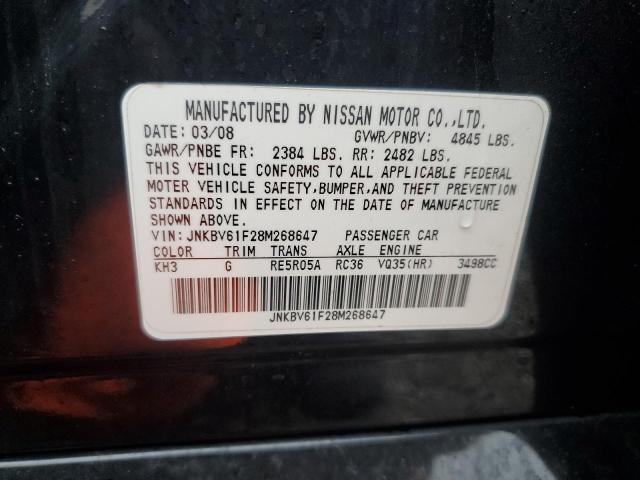 MANUFACTURED BY NISSAN MOTOR CO.,LTD.
DATE: 03/08 GVWR/PNBV: 4845 LBS.
GAWR/PNBE FR: 2384 LBS. RR: 2482 LBS.
THIS VEHICLE CONFORMS TO ALL APPLICABLE FEDERAL
MOTER VEHICLE SAFETY,BUMPER,AND THEFT PREVENTION
STANDARDS IN EFFECT ON THE DATE OF MANUFACTURE
SHOWN ABOVE.
VIN: JNKBV61F28M268647 PASSENGER CAR
COLOR TRIM TRANS AXLE ENGINE
KH3 G RE5R05A RC36 VQ35(HR) 3498CC
JNKBV61F28M268647